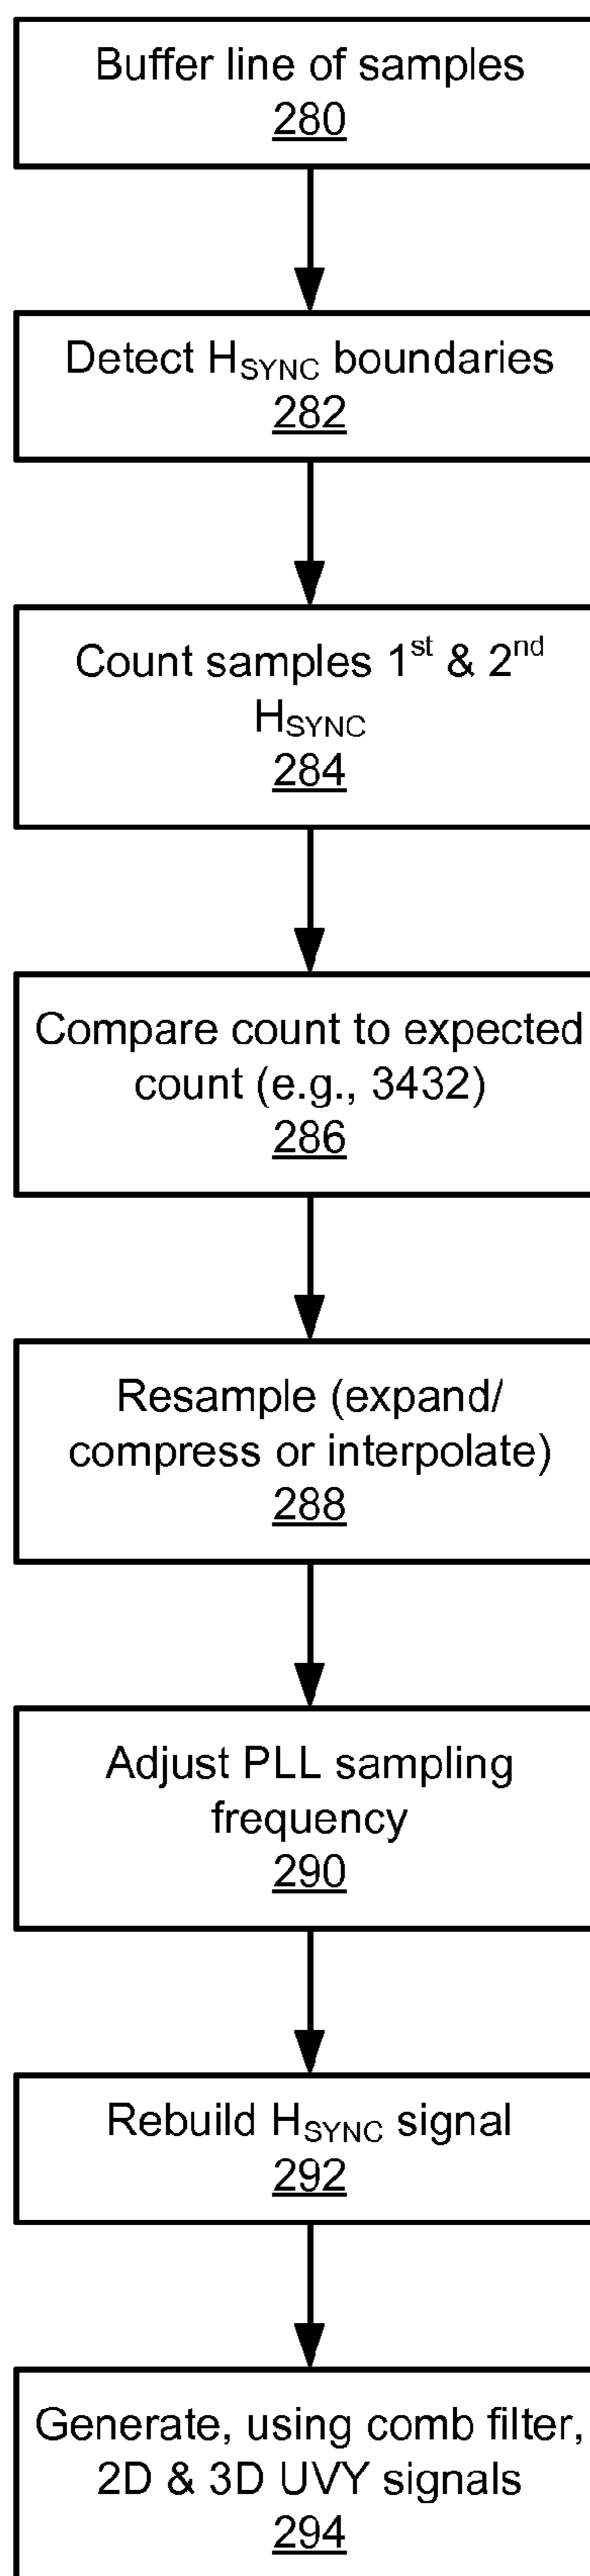 Buffer line of samples
280
Detect HSYNC boundaries
282
Count samples 1st & 2nd
HSYNC
284
Compare count to expected
count (e.g., 3432)
286
Resample (expand/
compress or interpolate)
288
Adjust PLL sampling
frequency
290
Rebuild HSYNC signal
292
Generate, using comb filter,
2D & 3D UVY signals
294